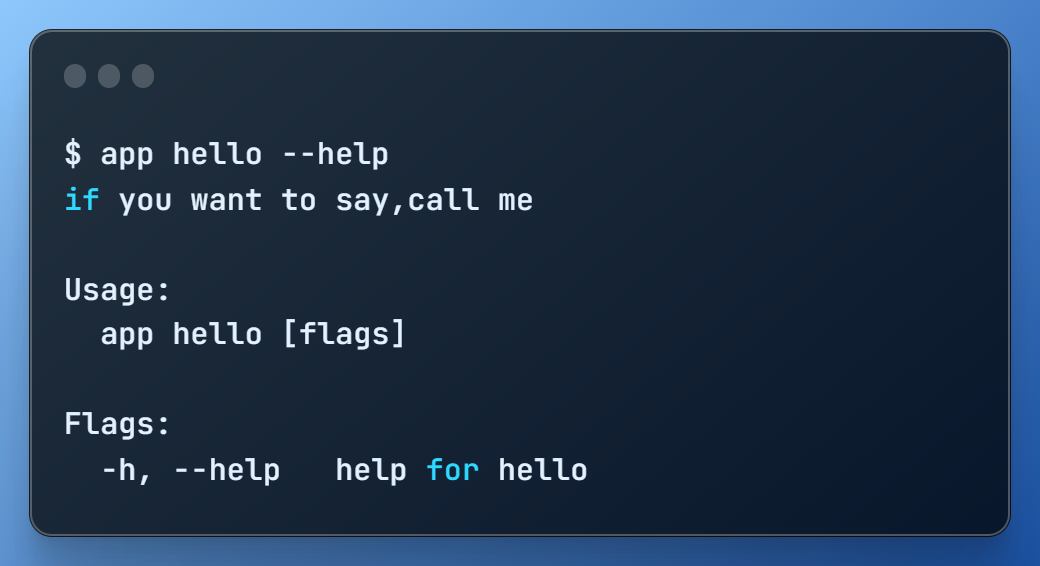 $ app hello --help
if you want to say,call me
Usage:
app hello [flags]
Flags:
-h, --help   help for hello